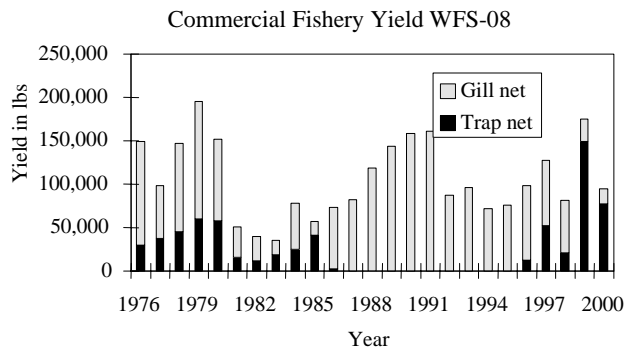 Commercial Fishery Yield WFS-08
250,000
200,000
150,000
100,000
50,000
0
Yield in lbs
Gill net
Trap net
1976 1979 1982 1985 1988 1991 1994 1997 2000
Year